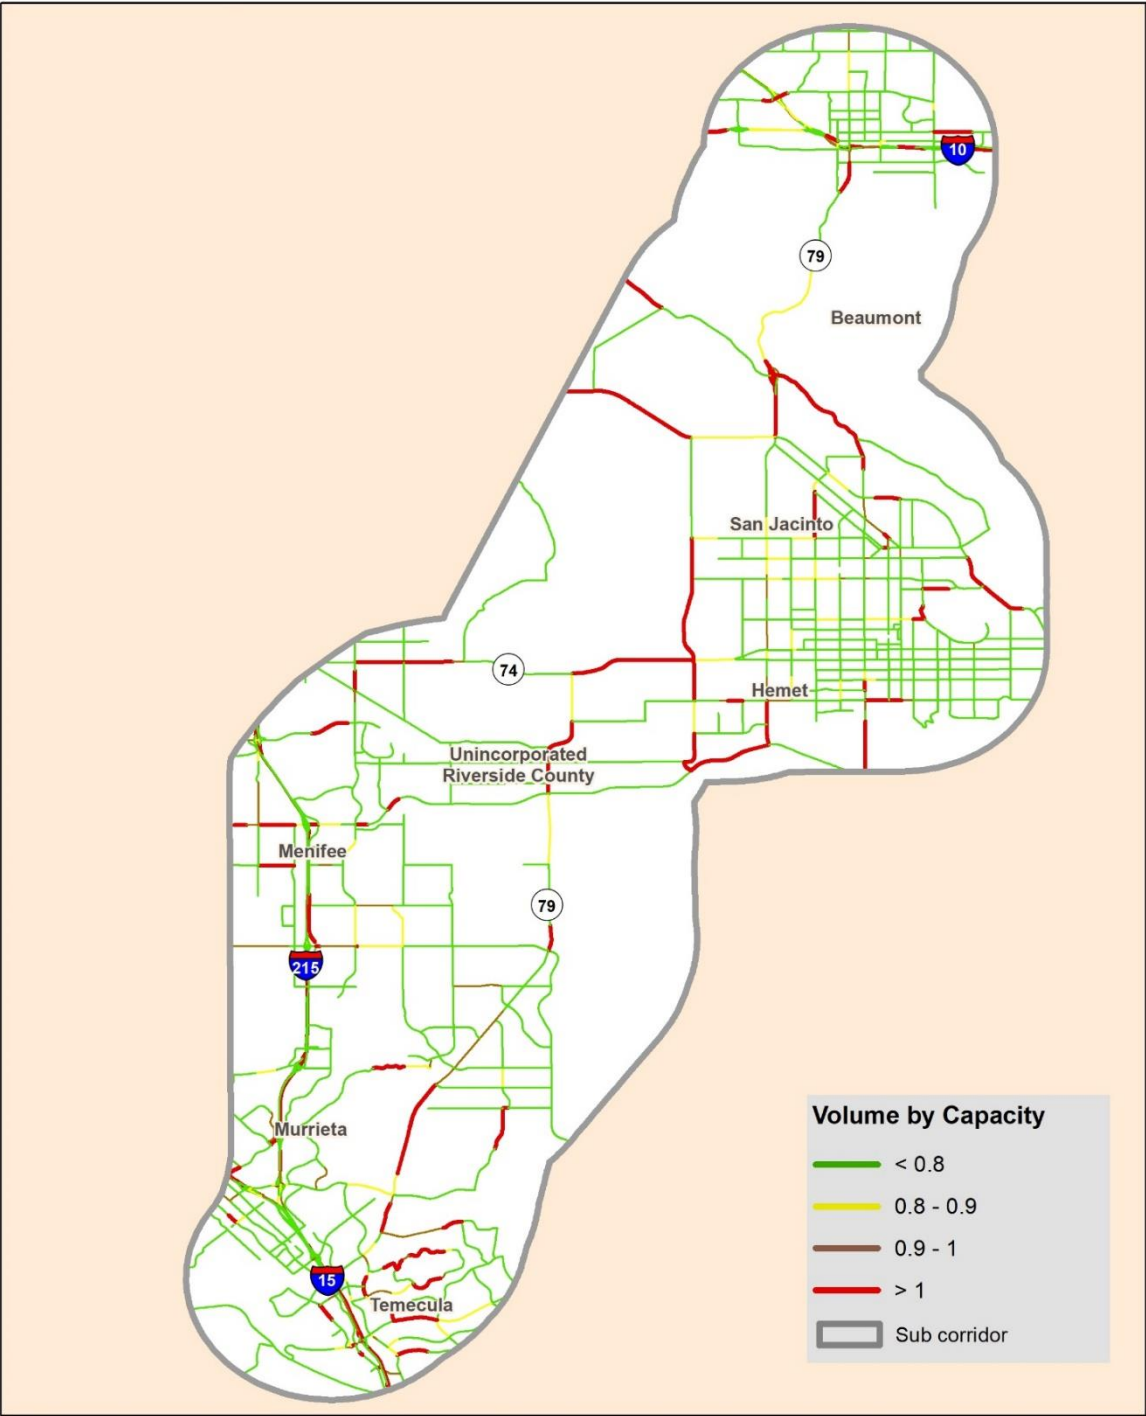 10
79
Beaumont
San Jacinto
74
Hemet
Unincorporated
Riverside County
Menifee
79
215
Murrieta
15
Temecula
Volume by Capacity
< 0.8
0.8 - 0.9
0.9 - 1
> 1
Sub corridor